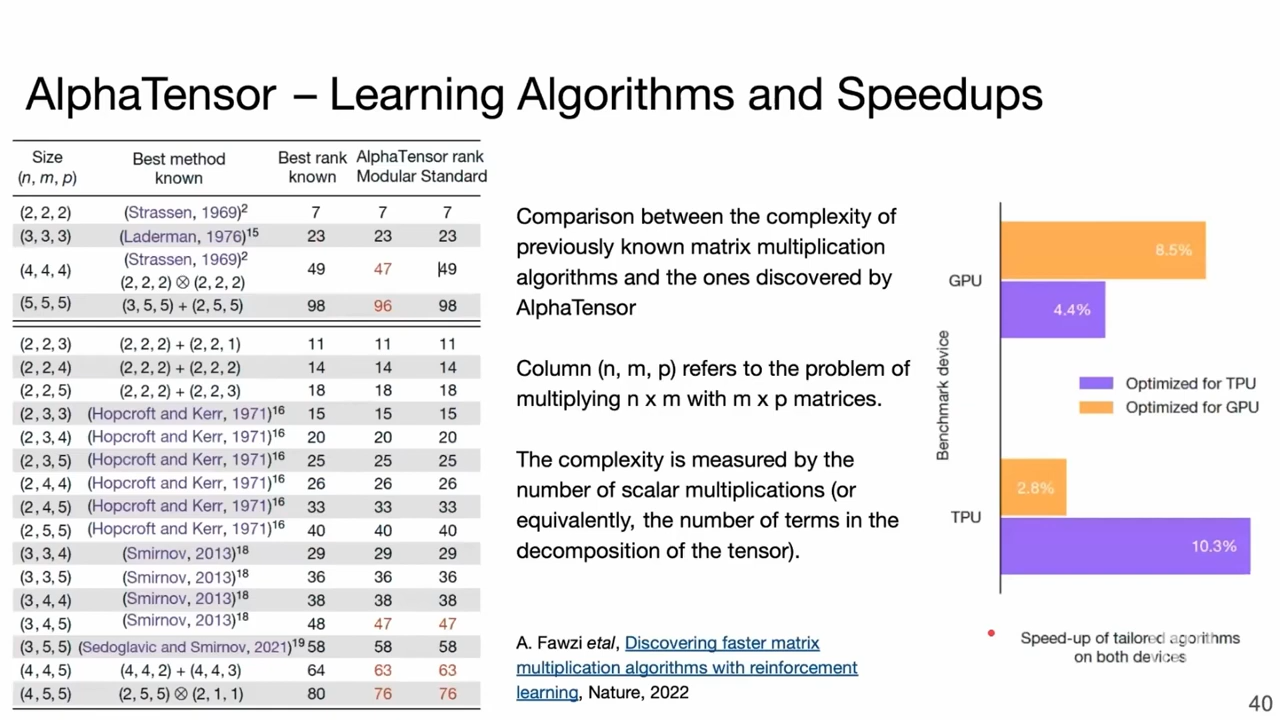 AlphaTensor – Learning Algorithms and Speedups
Size Best method Best rank AlphaTensor rank
(n, m, p) known known Modular Standard
(2, 2, 2) (Strassen, 1969)² 7 7 7
(3, 3, 3) (Laderman, 1976)¹⁵ 23 23 23
(Strassen, 1969)²
(4, 4, 4) 49 47 49
(2, 2, 2) ⊗ (2, 2, 2)
(5, 5, 5) (3, 5, 5) + (2, 5, 5) 98 96 98
(2, 2, 3) (2, 2, 2) + (2, 2, 1) 11 11 11
(2, 2, 4) (2, 2, 2) + (2, 2, 2) 14 14 14
(2, 2, 5) (2, 2, 2) + (2, 2, 3) 18 18 18
(2, 3, 3) (Hopcroft and Kerr, 1971)¹⁶ 15 15 15
(2, 3, 4) (Hopcroft and Kerr, 1971)¹⁶ 20 20 20
(2, 3, 5) (Hopcroft and Kerr, 1971)¹⁶ 25 25 25
(2, 4, 4) (Hopcroft and Kerr, 1971)¹⁶ 26 26 26
(2, 4, 5) (Hopcroft and Kerr, 1971)¹⁶ 33 33 33
(2, 5, 5) (Hopcroft and Kerr, 1971)¹⁶ 40 40 40
(3, 3, 4) (Smirnov, 2013)¹⁸ 29 29 29
(3, 3, 5) (Smirnov, 2013)¹⁸ 36 36 36
(3, 4, 4) (Smirnov, 2013)¹⁸ 38 38 38
(3, 4, 5) (Smirnov, 2013)¹⁸ 48 47 47
(3, 5, 5) (Sedoglavic and Smirnov, 2021)¹⁹ 58 58 58
(4, 4, 5) (4, 4, 2) + (4, 4, 3) 64 63 63
(4, 5, 5) (2, 5, 5) ⊗ (2, 1, 1) 80 76 76
Comparison between the complexity of
previously known matrix multiplication
algorithms and the ones discovered by
AlphaTensor
Column (n, m, p) refers to the problem of
multiplying n x m with m x p matrices.
The complexity is measured by the
number of scalar multiplications (or
equivalently, the number of terms in the
decomposition of the tensor).
A. Fawzi etal, Discovering faster matrix
multiplication algorithms with reinforcement
learning, Nature, 2022
Benchmark device
GPU
8.5%
4.4%
Optimized for TPU
Optimized for GPU
TPU
2.8%
10.3%
Speed-up of tailored algorithms
on both devices
40